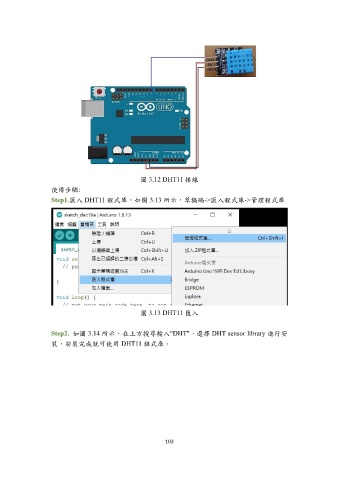 UNO
圖 3.12 DHT11 接線
使用步驟:
Step1.匯入 DHT11 程式庫，如圖 3.13 所示，草稿碼->匯入程式庫->管理程式庫
sketch_dec19a | Arduino 1.8.13
檔案 編輯 草稿碼 工具 說明
驗證/編譯 Ctrl+R
上傳 Ctrl+U
以燒錄器上傳 Ctrl+Shift+U
匯出已編譯的二進位檔 Ctrl+Alt+S
顯示草稿碼資料夾 Ctrl+K
匯入程式庫
加入檔案...
管理程式庫... Ctrl+Shift+I
加入.ZIP程式庫...
Arduino程式庫
Arduino Uno WiFi Dev Ed Library
Bridge
EEPROM
Esplora
Ethernet
void se
// pu
}
void loop() {
圖 3.13 DHT11 匯入
Step2. 如圖 3.14 所示，在上方搜尋輸入"DHT"，選擇 DHT sensor library 進行安
裝，安裝完成就可使用 DHT11 程式庫。
103